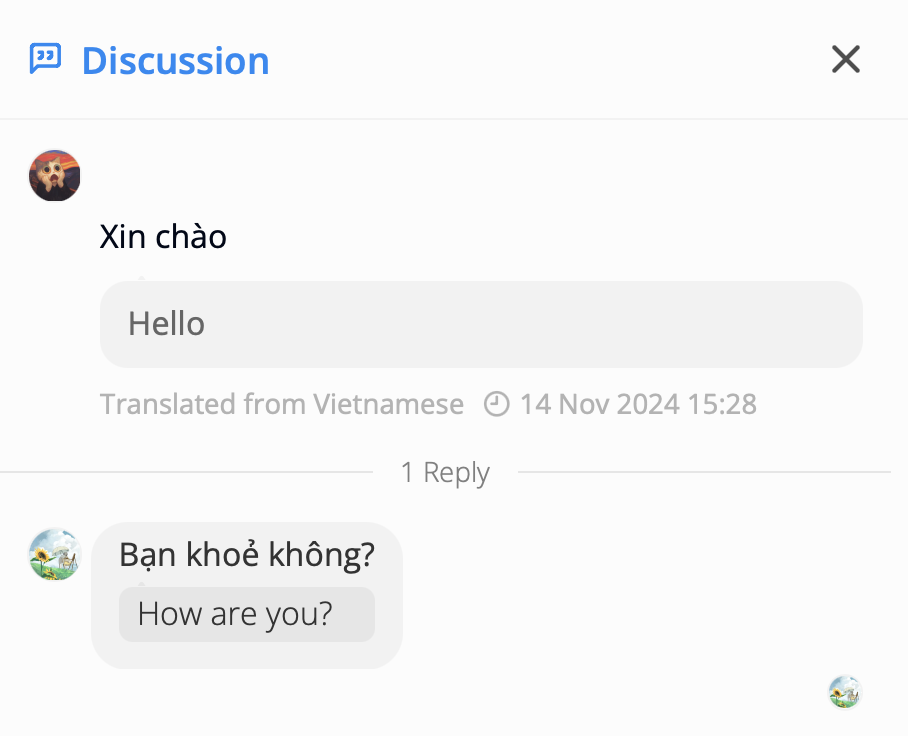 Discussion
Xin chào
Hello
Translated from Vietnamese 14 Nov 2024 15:28
1 Reply
Bạn khoẻ không?
How are you?